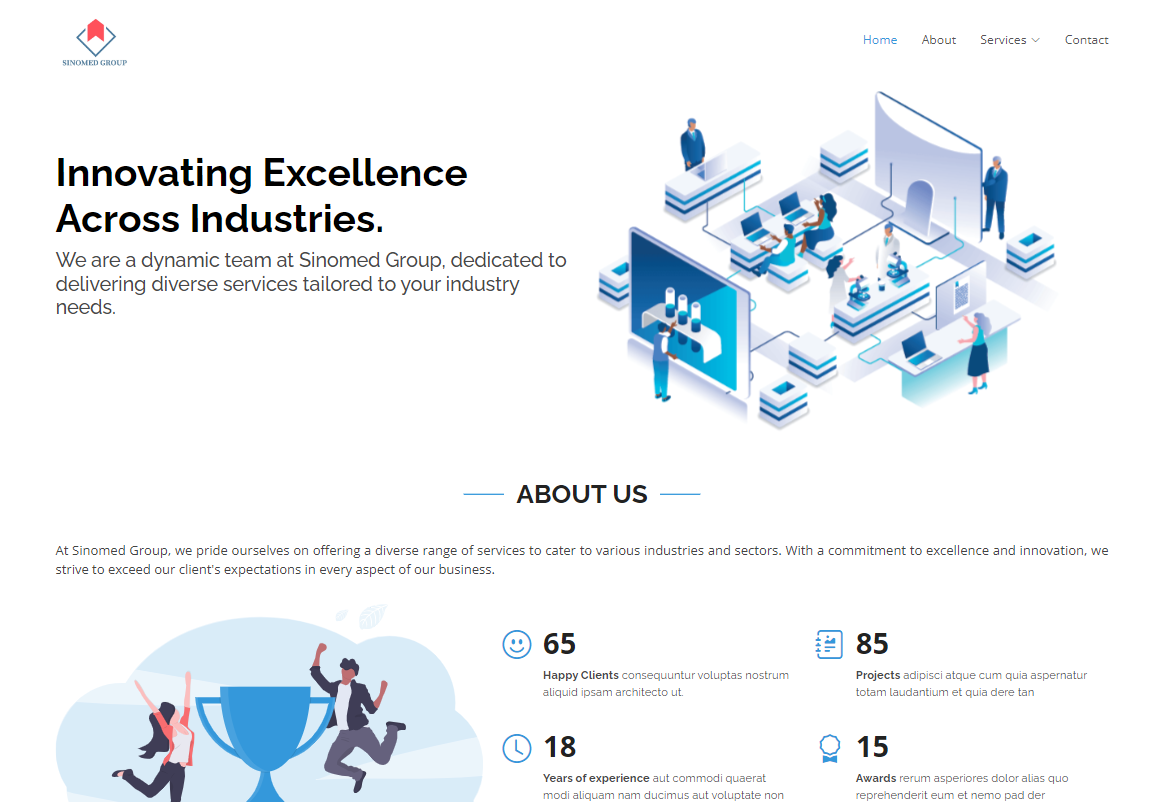 SINOMED GROUP
Home About Services Contact
Innovating Excellence
Across Industries.
We are a dynamic team at Sinomed Group, dedicated to
delivering diverse services tailored to your industry
needs.
ABOUT US
At Sinomed Group, we pride ourselves on offering a diverse range of services to cater to various industries and sectors. With a commitment to excellence and innovation, we
strive to exceed our client's expectations in every aspect of our business.
65
Happy Clients consequuntur voluptas nostrum
aliquid ipsam architecto ut.
85
Projects adipisci atque cum quia aspernatur
totam laudantium et quia dere tan
18
Years of experience aut commodi quaerat
modi aliquam nam ducimus aut voluptate non
15
Awards rerum asperiores dolor alias quo
reprehenderit eum et nemo pad der